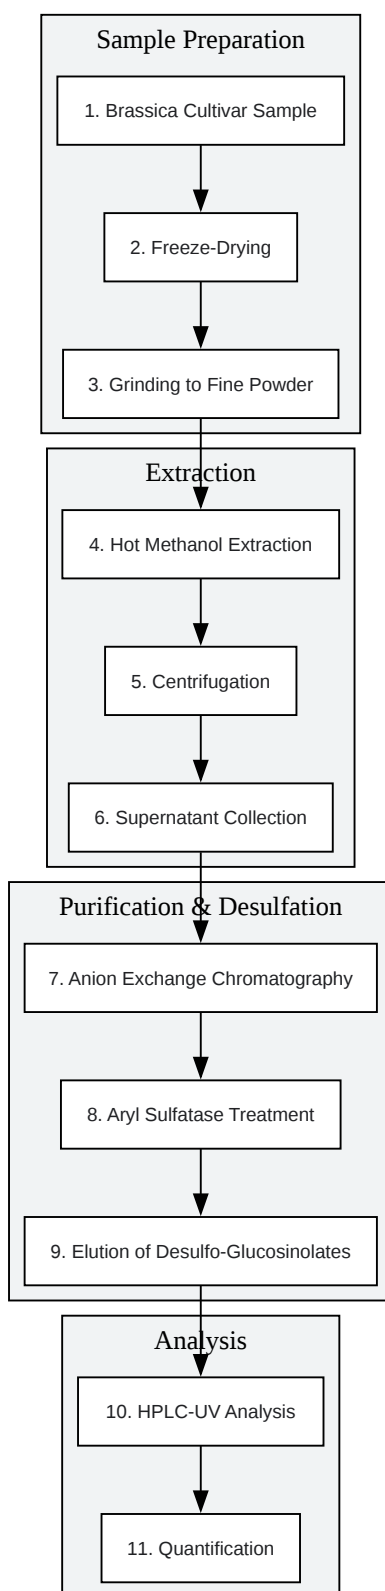 Sample Preparation
1. Brassica Cultivar Sample
2. Freeze-Drying
3. Grinding to Fine Powder
Extraction
4. Hot Methanol Extraction
5. Centrifugation
6. Supernatant Collection
Purification & Desulfation
7. Anion Exchange Chromatography
8. Aryl Sulfatase Treatment
9. Elution of Desulfo-Glucosinolates
Analysis
10. HPLC-UV Analysis
11. Quantification